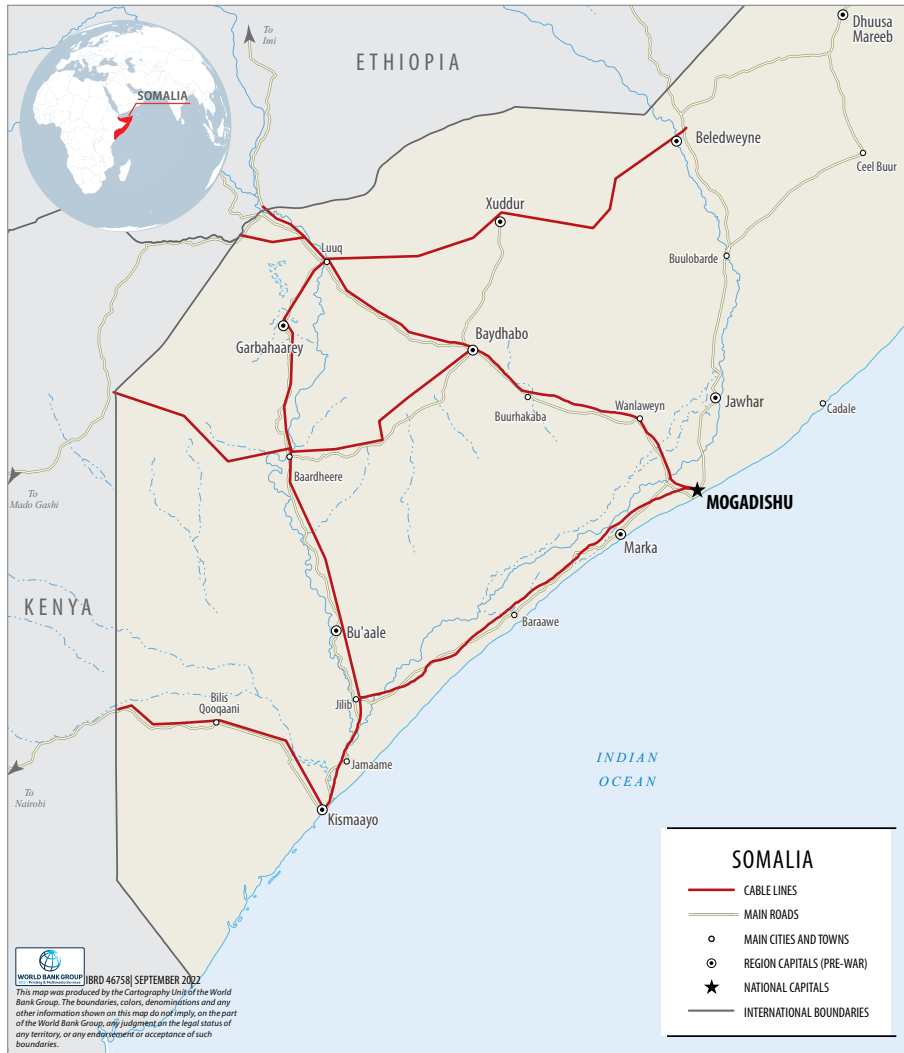 To
Imi
ETHIOPIA
Dhuusa
Mareeb
SOMALIA
Beledweyne
Ceel Buur
Xuddur
Luuq
Buulobarde
Garbahaarey
Baydhabo
Buurhakaba
Wanlaweyn
Jawhar
Cadale
Baardheere
To
Mado Gashi
MOGADISHU
Marka
KENYA
Baraawe
Bu'aale
Bilis
Qooqaani
Jilib
Jamaame
INDIAN
OCEAN
To
Nairobi
Kismaayo
SOMALIA
CABLE LINES
MAIN ROADS
MAIN CITIES AND TOWNS
REGION CAPITALS (PRE-WAR)
NATIONAL CAPITALS
INTERNATIONAL BOUNDARIES
WORLD BANK GROUP
GCS – Printing & Multimedia Services
IBRD 46758| SEPTEMBER 2022
This map was produced by the Cartography Unit of the World
Bank Group. The boundaries, colors, denominations and any
other information shown on this map do not imply, on the part
of the World Bank Group, any judgment on the legal status of
any territory, or any endorsement or acceptance of such
boundaries.